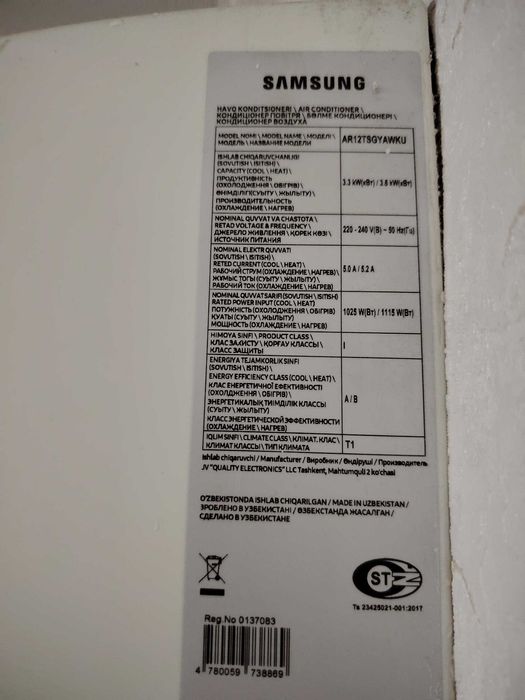 SAMSUNG
HAVO KONDITSIONERI \ AIR CONDITIONER \
КОНДИЦІОНЕР ПОВІТРЯ \ БӨЛМЕ КОНДИЦИОНЕРІ \
КОНДИЦИОНЕР ВОЗДУХА
MODEL NOMI \ MODEL NAME \ МОДЕЛІ \
МОДЕЛЬ \ НАЗВАНИЕ МОДЕЛИ
AR12TSGYAWKU
ISHLAB CHIQARUVCHANLIGI
(SOVUTISH \ ISITISH) \
CAPACITY (COOL \ HEAT) \
ПРОДУКТИВНІСТЬ
(ОХОЛОДЖЕННЯ \ ОБІГРІВ) \
ӨНІМДІЛІГІ(СУЫТУ \ ЖЫЛЫТУ) \
ПРОИЗВОДИТЕЛЬНОСТЬ
(ОХЛАЖДЕНИЕ \ НАГРЕВ)
3.3 kW(кВт) / 3.6 kW(кВт)
NOMINAL QUVVAT VA CHASTOTA \
RETAD VOLTAGE & FREQUENCY \
ДЖЕРЕЛО ЖИВЛЕННЯ \ ҚОРЕК КӨЗІ \
ИСТОЧНИК ПИТАНИЯ
220 - 240 V(В) ~ 50 Hz(Гц)
NOMINAL ELEKTR QUVVATI
(SOVUTISH \ ISITISH) \
RETED CURRENT (COOL \ HEAT) \
РАБОЧИЙ СТРУМ (ОХЛАЖДЕНИЕ \ НАГРЕВ) \
ЖҰМЫС ТОГЫ (СУЫТУ \ ЖЫЛЫТУ) \
РАБОЧИЙ ТОК (ОХЛАЖДЕНИЕ \ НАГРЕВ)
5.0 A / 5.2 A
NOMINAL QUVVAT SARFI (SOVUTISH \ ISITISH)
RATED POWER INPUT (COOL \ HEAT) \
ПОТУЖНІСТЬ (ОХОЛОДЖЕННЯ \ ОБІГРІВ) \
КУАТЫ (СУЫТУ \ ЖЫЛЫТУ) \
МОЩНОСТЬ (ОХЛАЖДЕНИЕ \ НАГРЕВ)
1025 W(Вт) / 1115 W(Вт)
HIMOYA SINFI \ PRODUCT CLASS \
КЛАС ЗАХИСТУ \ ҚОРҒАУ КЛАССЫ \
КЛАСС ЗАЩИТЫ
I
ENERGIYA TEJAMKORLIK SINFI
(SOVUTISH \ ISITISH) \
ENERGY EFFICIENCY CLASS (COOL \ HEAT) \
КЛАС ЕНЕРГЕТИЧНОЇ ЕФЕКТИВНОСТІ
(ОХОЛДЖЕННЯ \ ОБІГРІВ) \
ЭНЕРГЕТИКАЛЫҚ ТИІМДІЛІК КЛАССЫ
(СУЫТУ \ ЖЫЛЫТУ) \
КЛАСС ЭНЕРГЕТИЧЕСКОЙ ЭФФЕКТИВНОСТИ
(ОХЛАЖДЕНИЕ \ НАГРЕВ)
A / B
IQLIM SINFI \ CLIMATE CLASS \ КЛІМАТ. КЛАС \
КЛИМАТ КЛАССЫ \ ТИП КЛИМАТА
T1
Ishlab chiqaruvchi / Manufacturer / Виробник / Өндіруші / Производитель
JV "QUALITY ELECTRONICS" LLC Tashkent, Mahtumquli 2 ko'chasi
O'ZBEKISTONDA ISHLAB CHIQARILGAN / MADE IN UZBEKISTAN /
ЗРОБЛЕНО В УЗБЕКИСТАНІ / ӨЗБЕКСТАНДА ЖАСАЛҒАН /
СДЕЛАНО В УЗБЕКИСТАНЕ
ST
Ts 23425021-001:2017
Reg.No 0137083
4 780059 738869